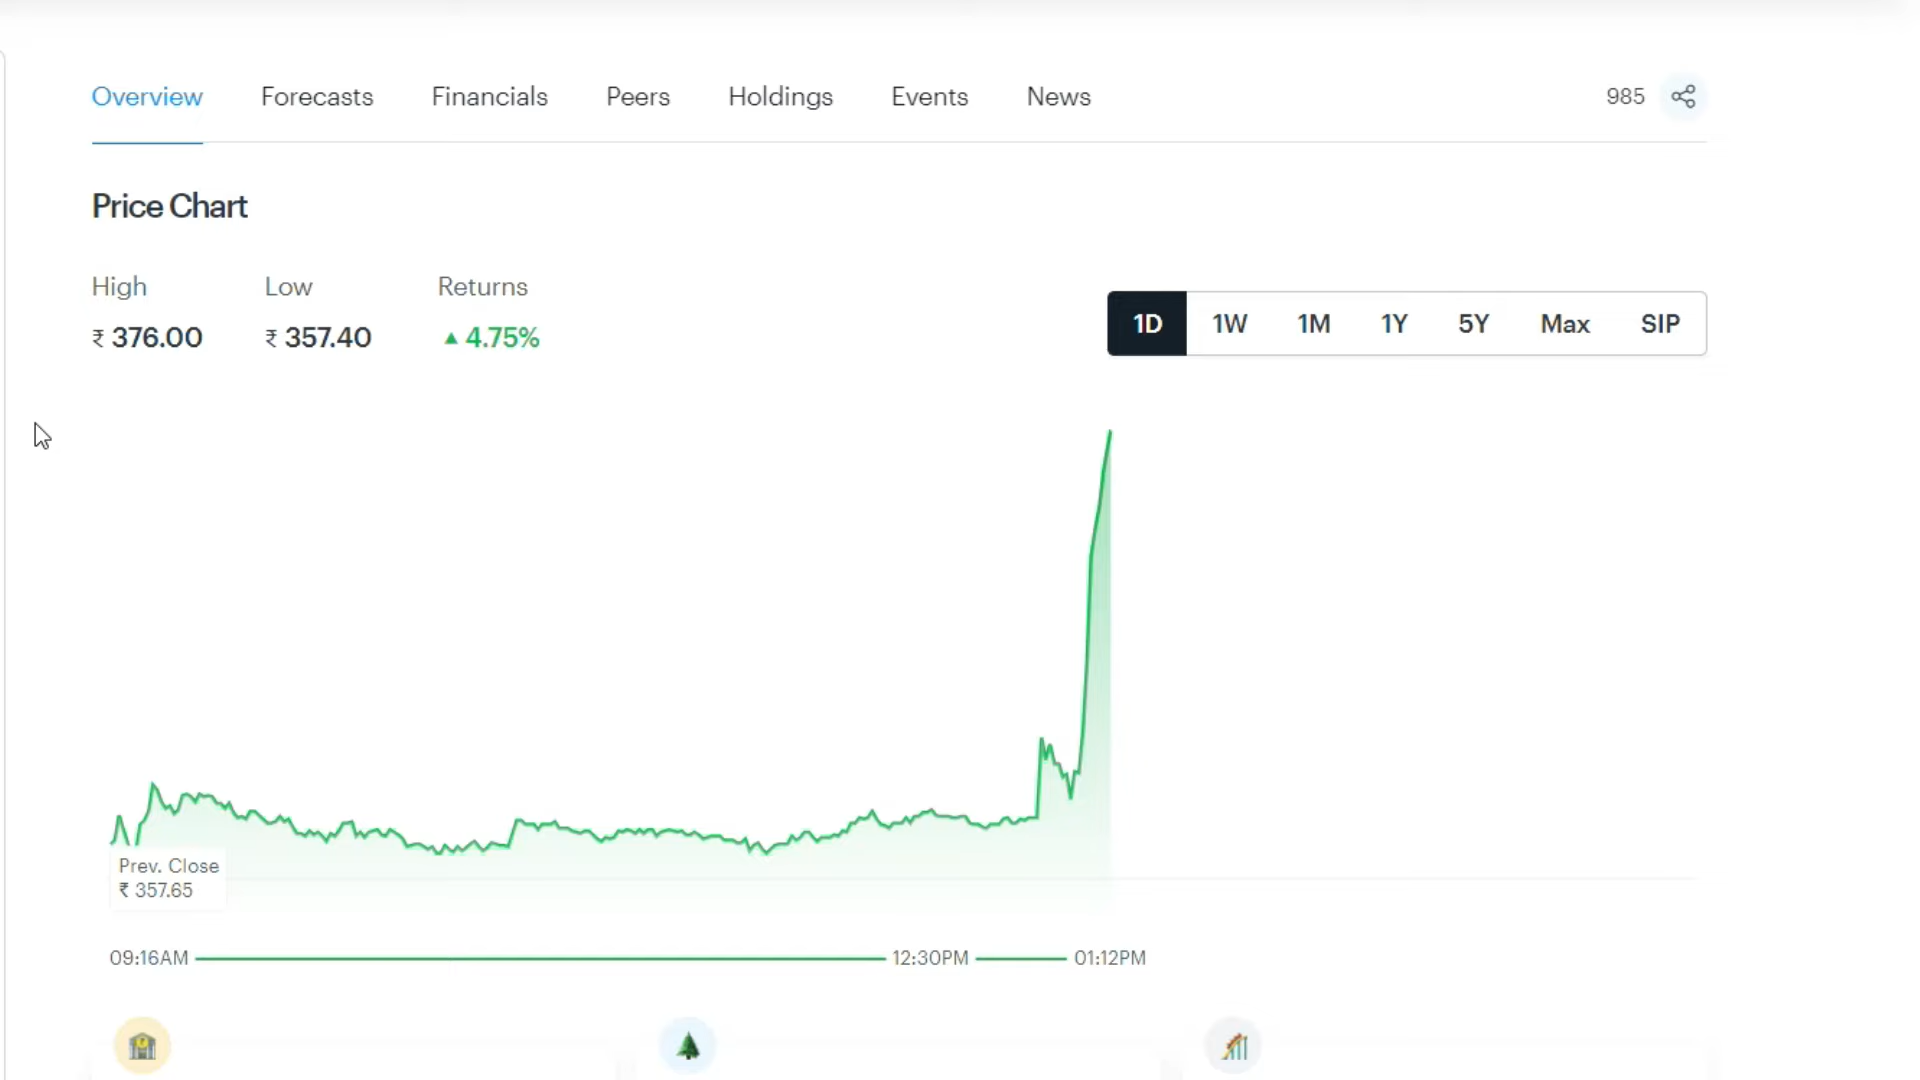 Overview Forecasts Financials Peers Holdings Events News 985
Price Chart
High Low Returns
₹ 376.00 ₹ 357.40 ▲ 4.75%
1D 1W 1M 1Y 5Y Max SIP
Prev. Close
₹ 357.65
09:16AM 12:30PM 01:12PM